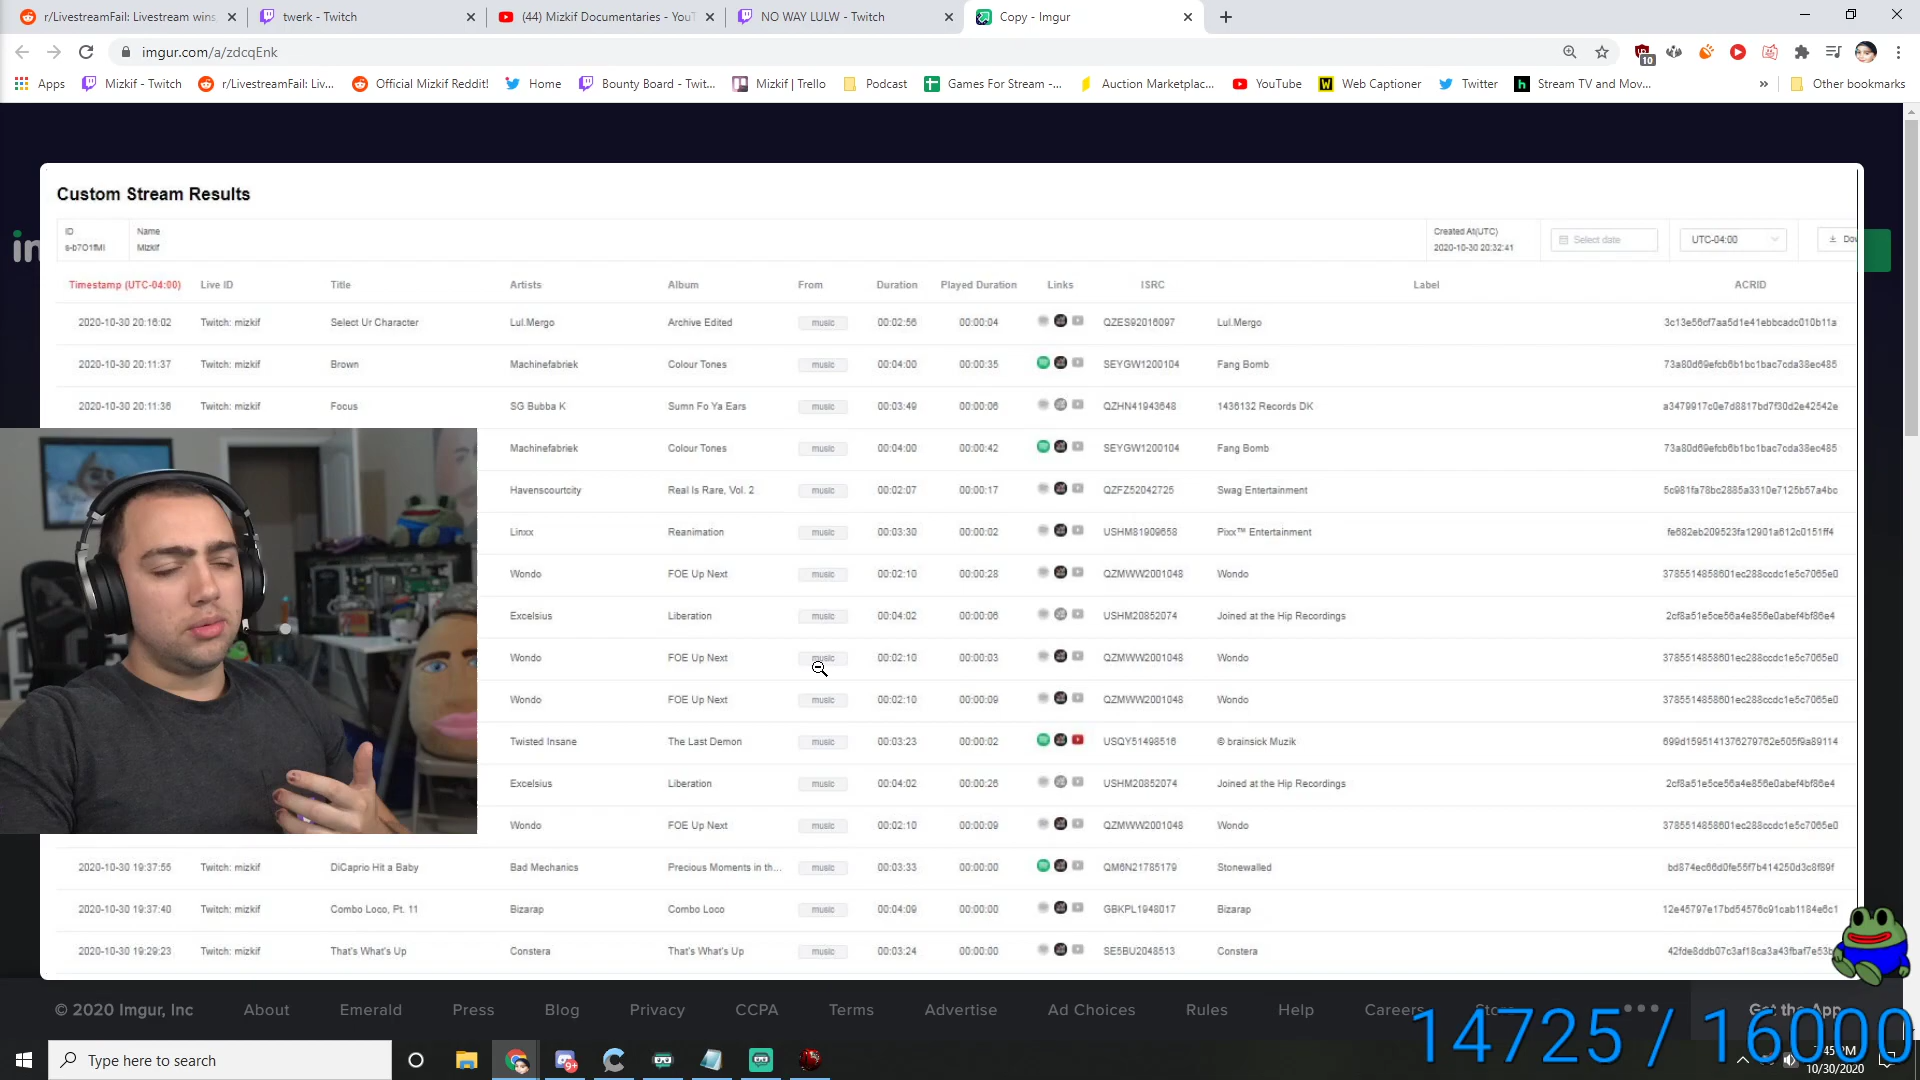 r/LivestreamFail: Livestream wins,
twerk - Twitch
(44) Mizkif Documentaries - YouT
NO WAY LULW - Twitch
Copy - Imgur
imgur.com/a/zdcqEnk
10
Apps
Mizkif - Twitch
r/LivestreamFail: Liv...
Official Mizkif Reddit!
Home
Bounty Board - Twit...
Mizkif | Trello
Podcast
Games For Stream -...
Auction Marketplac...
YouTube
Web Captioner
Twitter
Stream TV and Mov...
Other bookmarks
Custom Stream Results
ID Name Created At(UTC)
Mizkif 2020-10-30 20:32:41 Select date UTC-04:00
Timestamp (UTC-04:00) Live ID Title Artists Album From Duration Played Duration Links ISRC Label ACRID
2020-10-30 20:16:02 Twitch: mizkif Select Ur Character Lul.Mergo Archive Edited music 00:02:56 00:00:04 QZES92016097 Lul.Mergo
2020-10-30 20:11:37 Twitch: mizkif Brown Machinefabriek Colour Tones music 00:04:00 00:00:35 SEYGW1200104 Fang Bomb
2020-10-30 20:11:36 Twitch: mizkif Focus SG Bubba K Sumn Fo Ya Ears music 00:03:49 00:00:06 QZHN41943648 1436132 Records DK
Machinefabriek Colour Tones music 00:04:00 00:00:42 SEYGW1200104 Fang Bomb
Havenscourtcity Real Is Rare, Vol. 2 music 00:02:07 00:00:17 QZFZ52042725 Swag Entertainment
Linxx Reanimation music 00:03:30 00:00:02 USHM81909658 Pixx™ Entertainment
Wondo FOE Up Next music 00:02:10 00:00:28 QZMWW2001048 Wondo
Excelsius Liberation music 00:04:02 00:00:06 USHM20852074 Joined at the Hip Recordings
Wondo FOE Up Next music 00:02:10 00:00:03 QZMWW2001048 Wondo
Wondo FOE Up Next music 00:02:10 00:00:09 QZMWW2001048 Wondo
Twisted Insane The Last Demon music 00:03:23 00:00:02 USQY51498516 © brainsick Muzik
Excelsius Liberation music 00:04:02 00:00:26 USHM20852074 Joined at the Hip Recordings
Wondo FOE Up Next music 00:02:10 00:00:09 QZMWW2001048 Wondo
2020-10-30 19:37:55 Twitch: mizkif DiCaprio Hit a Baby Bad Mechanics Precious Moments in th... music 00:03:33 00:00:00 QM6N21785179 Stonewalled
2020-10-30 19:37:40 Twitch: mizkif Combo Loco, Pt. 11 Bizarap Combo Loco music 00:04:09 00:00:00 GBKPL1948017 Bizarap
2020-10-30 19:29:23 Twitch: mizkif That's What's Up Constera That's What's Up music 00:03:24 00:00:00 SE5BU2048513 Constera
© 2020 Imgur, Inc About Emerald Press Blog Privacy CCPA Terms Advertise Ad Choices Rules Help Careers Get the App
14725 / 16000
Type here to search
10/30/2020